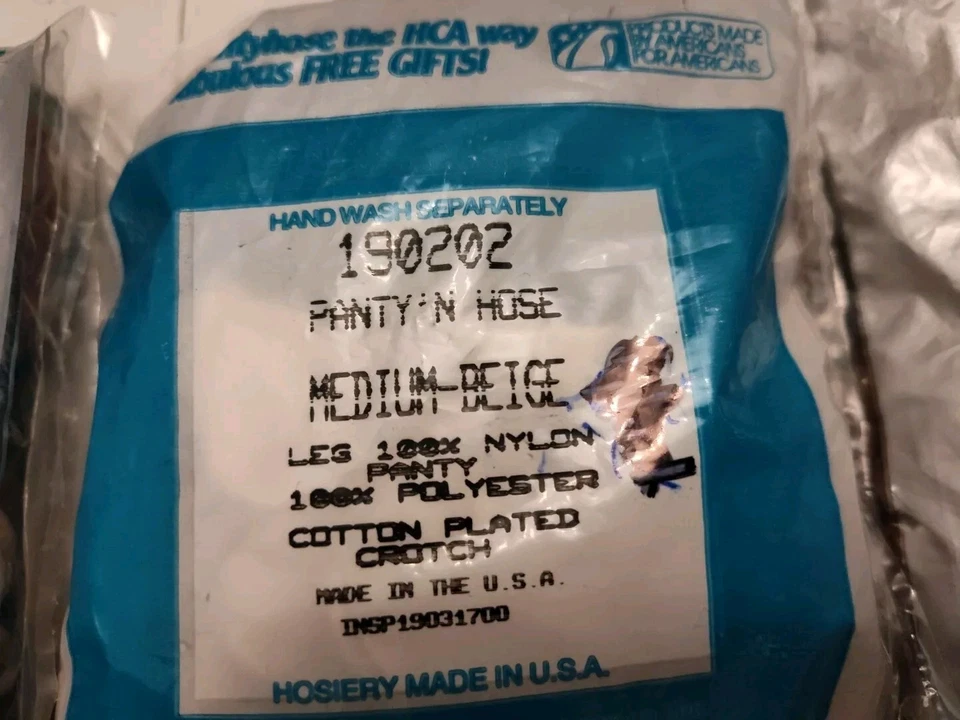 the HCA way
FREE GIFTS!
PRODUCTS MADE
BY AMERICANS
FOR AMERICANS
HAND WASH SEPARATELY
190202
PANTY'N HOSE
MEDIUM-BEIGE
LEG 100% NYLON
PANTY
100% POLYESTER
COTTON PLATED
CROTCH
MADE IN THE U.S.A.
INSP19031700
HOSIERY MADE IN U.S.A.